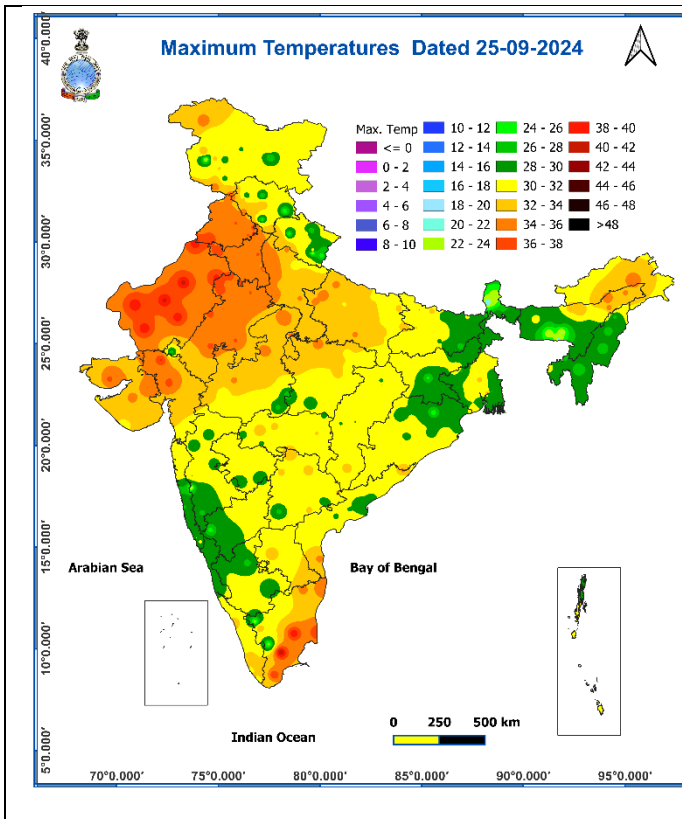 Maximum Temperatures Dated 25-09-2024
Max. Temp
<= 0
0 - 2
2 - 4
4 - 6
6 - 8
8 - 10
10 - 12
12 - 14
14 - 16
16 - 18
18 - 20
20 - 22
22 - 24
24 - 26
26 - 28
28 - 30
30 - 32
32 - 34
34 - 36
36 - 38
38 - 40
40 - 42
42 - 44
44 - 46
46 - 48
>48
40°0.000'
35°0.000'
30°0.000'
25°0.000'
20°0.000'
15°0.000'
10°0.000'
5°0.000'
Arabian Sea
Bay of Bengal
Indian Ocean
0 250 500 km
70°0.000' 75°0.000' 80°0.000' 85°0.000' 90°0.000' 95°0.000'